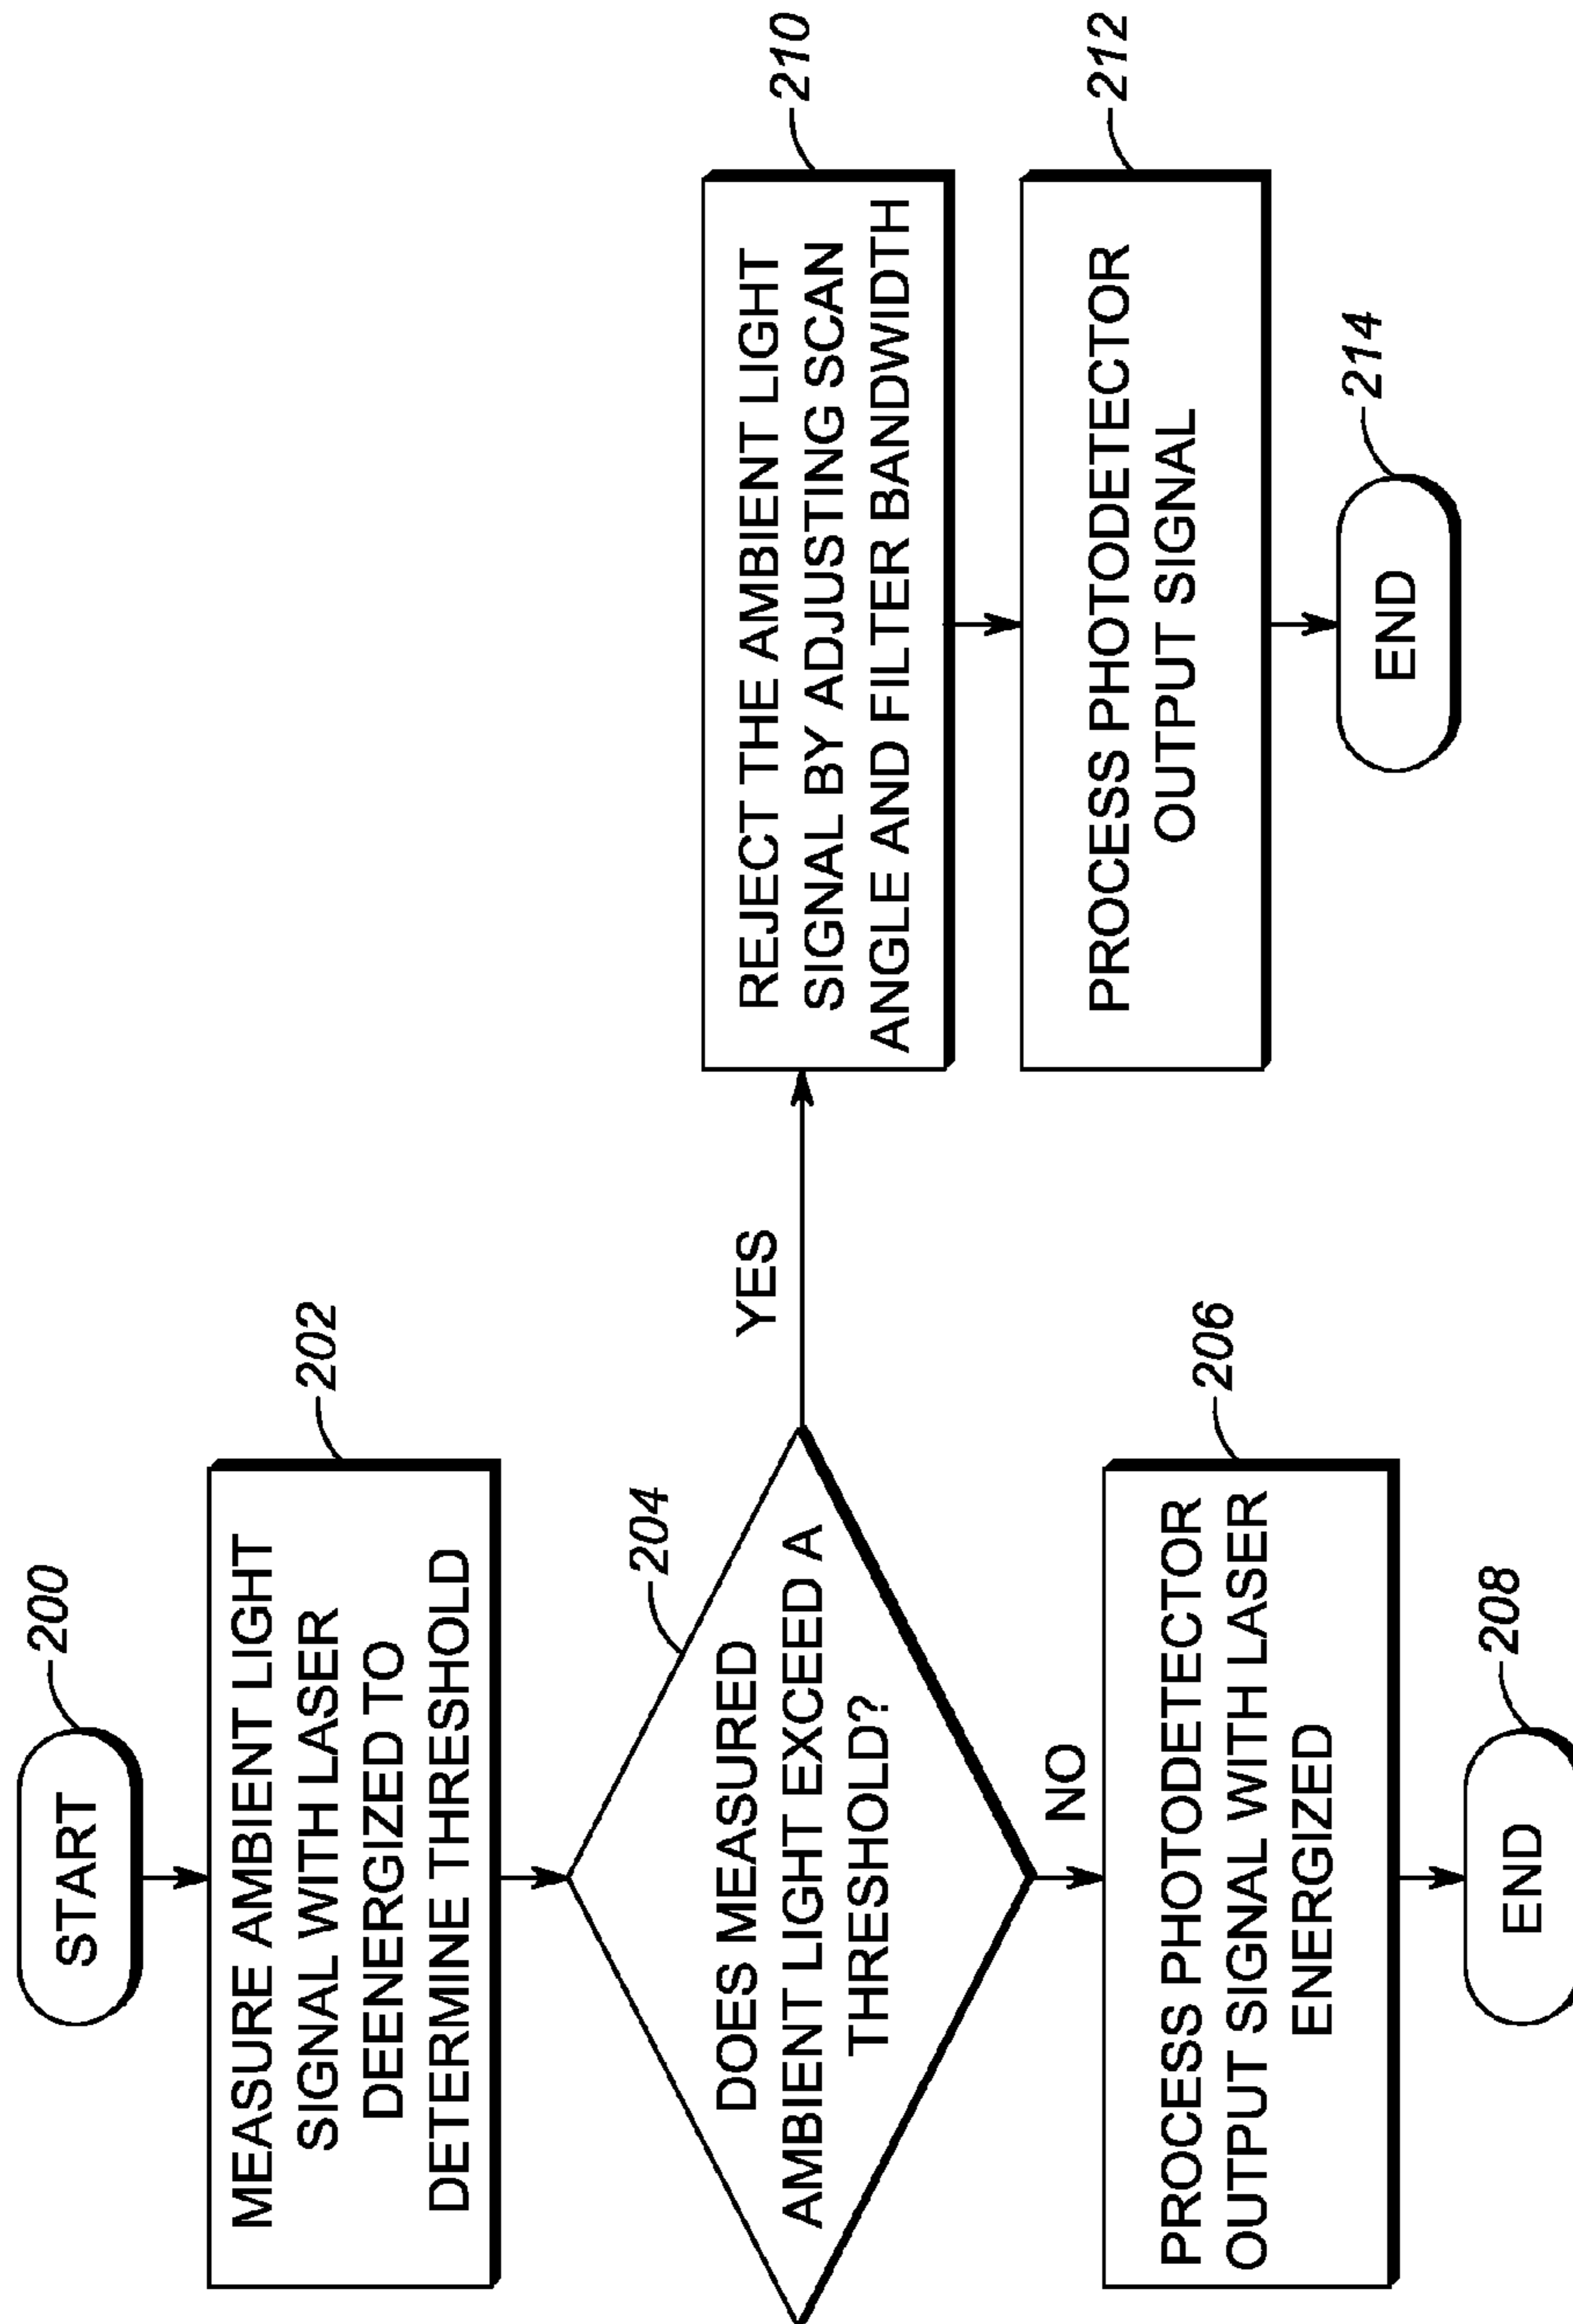 START
200
MEASURE AMBIENT LIGHT
SIGNAL WITH LASER
DEENERGIZED TO
DETERMINE THRESHOLD
202
DOES MEASURED
AMBIENT LIGHT EXCEED A
THRESHOLD?
204
YES
NO
PROCESS PHOTODETECTOR
OUTPUT SIGNAL WITH LASER
ENERGIZED
206
END
208
REJECT THE AMBIENT LIGHT
SIGNAL BY ADJUSTING SCAN
ANGLE AND FILTER BANDWIDTH
210
PROCESS PHOTODETECTOR
OUTPUT SIGNAL
212
END
214